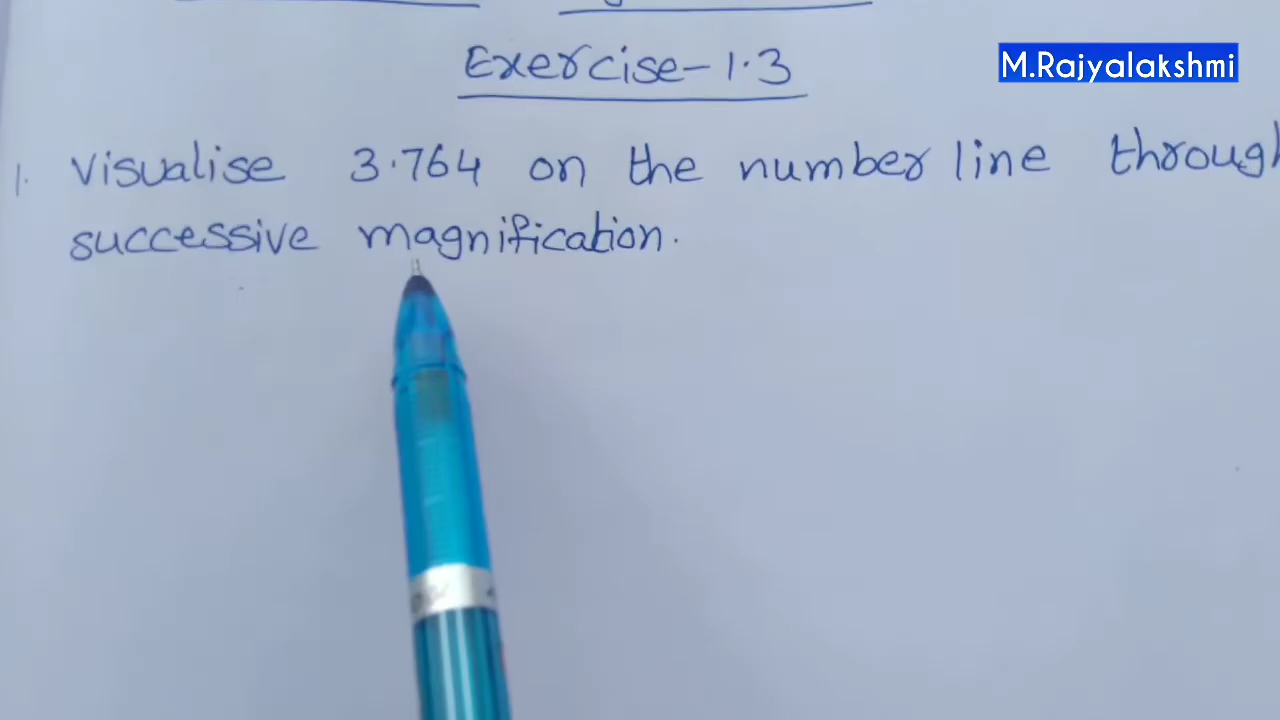 Exercise-1.3
M.Rajyalakshmi
1. Visualise 3.764 on the number line through
successive magnification.